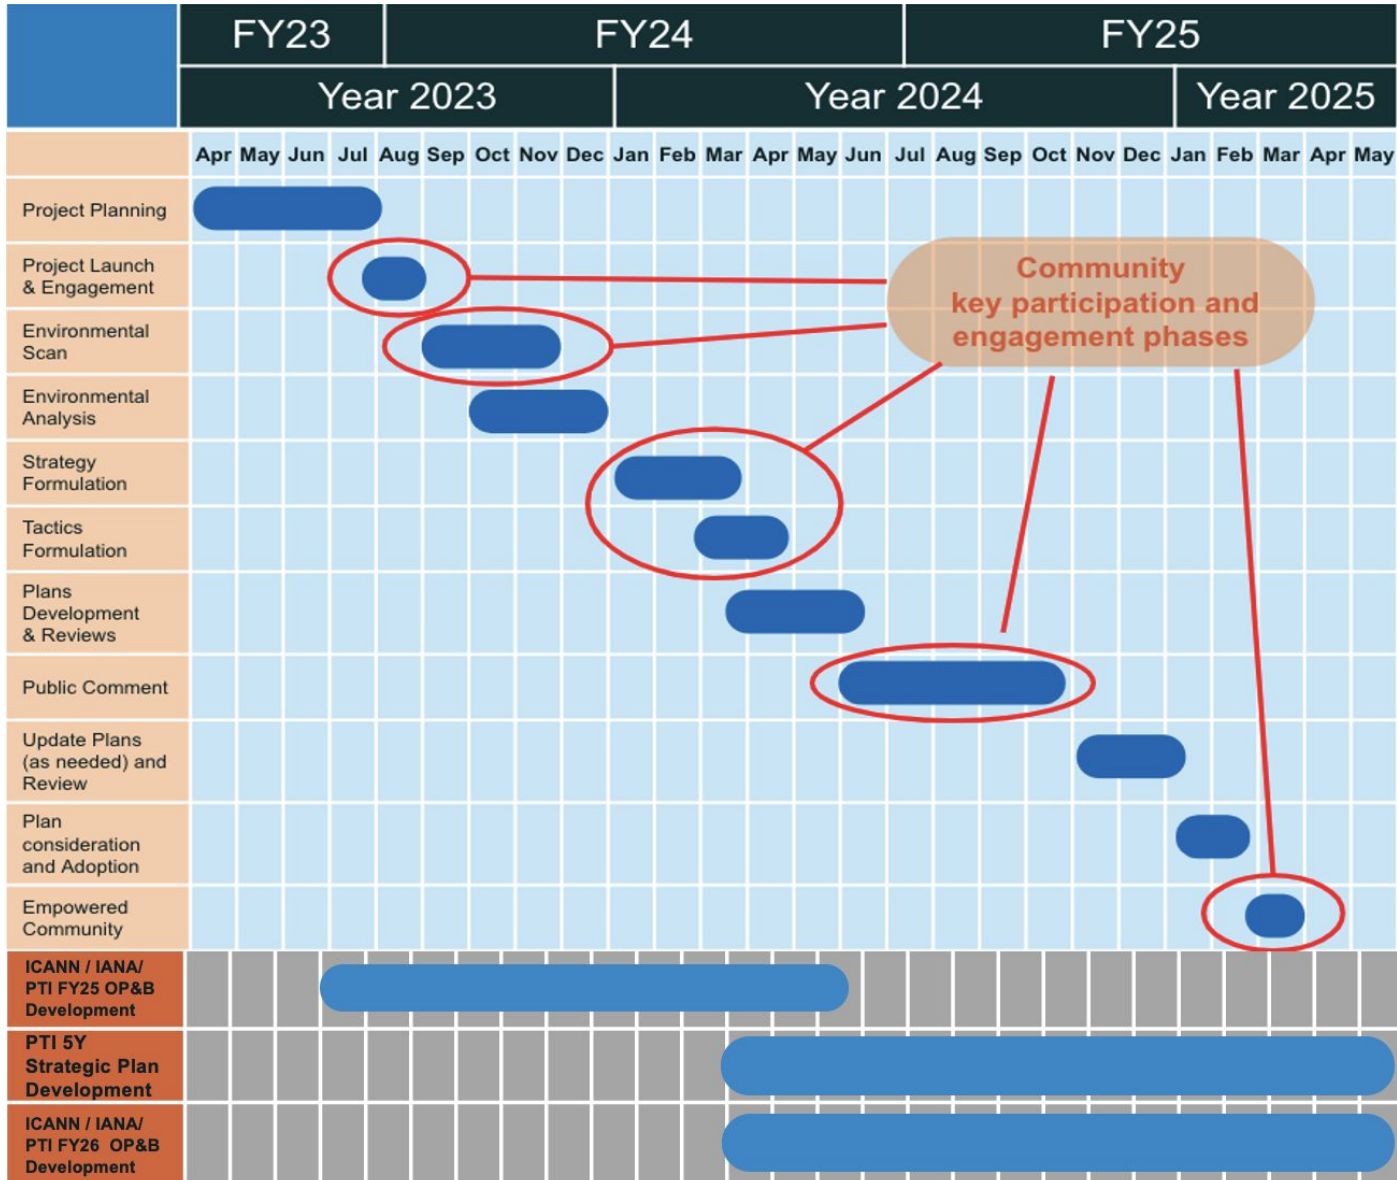 FY23 FY24 FY25
Year 2023 Year 2024 Year 2025
Apr May Jun Jul Aug Sep Oct Nov Dec Jan Feb Mar Apr May Jun Jul Aug Sep Oct Nov Dec Jan Feb Mar Apr May
Project Planning
Project Launch
& Engagement
Community
key participation and
engagement phases
Environmental
Scan
Environmental
Analysis
Strategy
Formulation
Tactics
Formulation
Plans
Development
& Reviews
Public Comment
Update Plans
(as needed) and
Review
Plan
consideration
and Adoption
Empowered
Community
ICANN / IANA/
PTI FY25 OP&B
Development
PTI 5Y
Strategic Plan
Development
ICANN / IANA/
PTI FY26 OP&B
Development